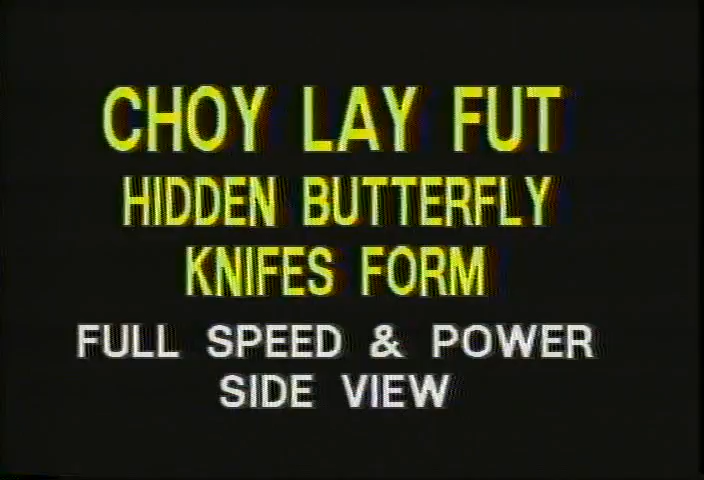 CHOY LAY FUT
HIDDEN BUTTERFLY
KNIFES FORM
FULL SPEED & POWER
SIDE VIEW